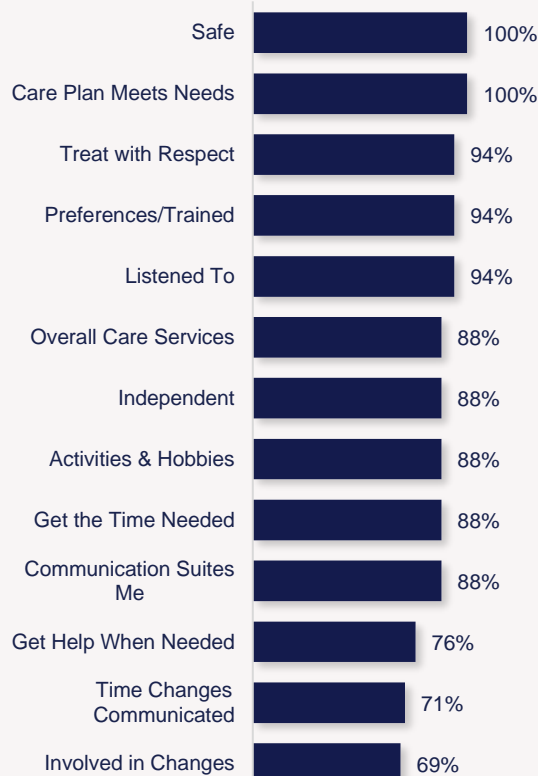 Safe 100%
Care Plan Meets Needs 100%
Treat with Respect 94%
Preferences/Trained 94%
Listened To 94%
Overall Care Services 88%
Independent 88%
Activities & Hobbies 88%
Get the Time Needed 88%
Communication Suites
Me 88%
Get Help When Needed 76%
Time Changes
Communicated 71%
Involved in Changes 69%